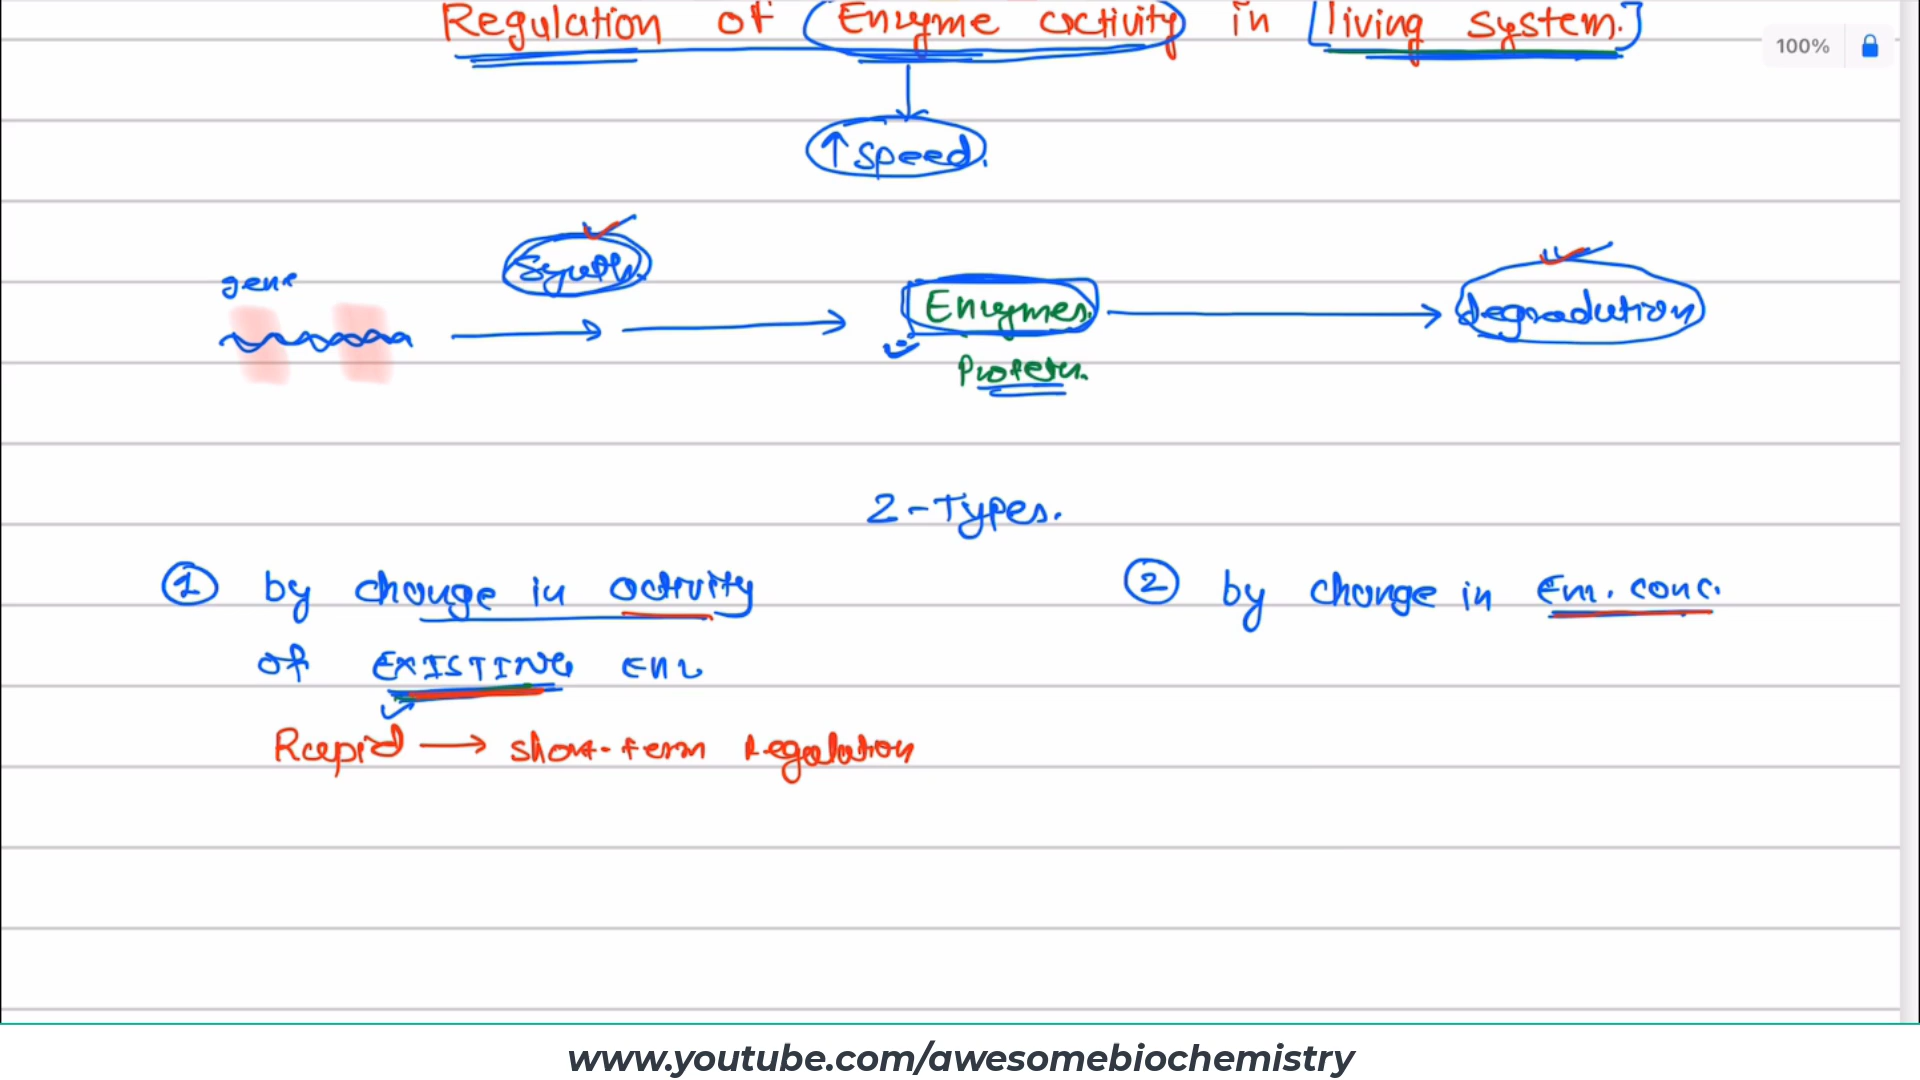 Regulation of Enzyme activity in [living system.]
100%
↑ speed.
gene
Synth.
Enzymes.
degradation
Protein.
2-Types.
① by change in activity
of EXISTING Enz
② by change in Enz. conc.
Rapid → short-term Regulation
www.youtube.com/awesomebiochemistry